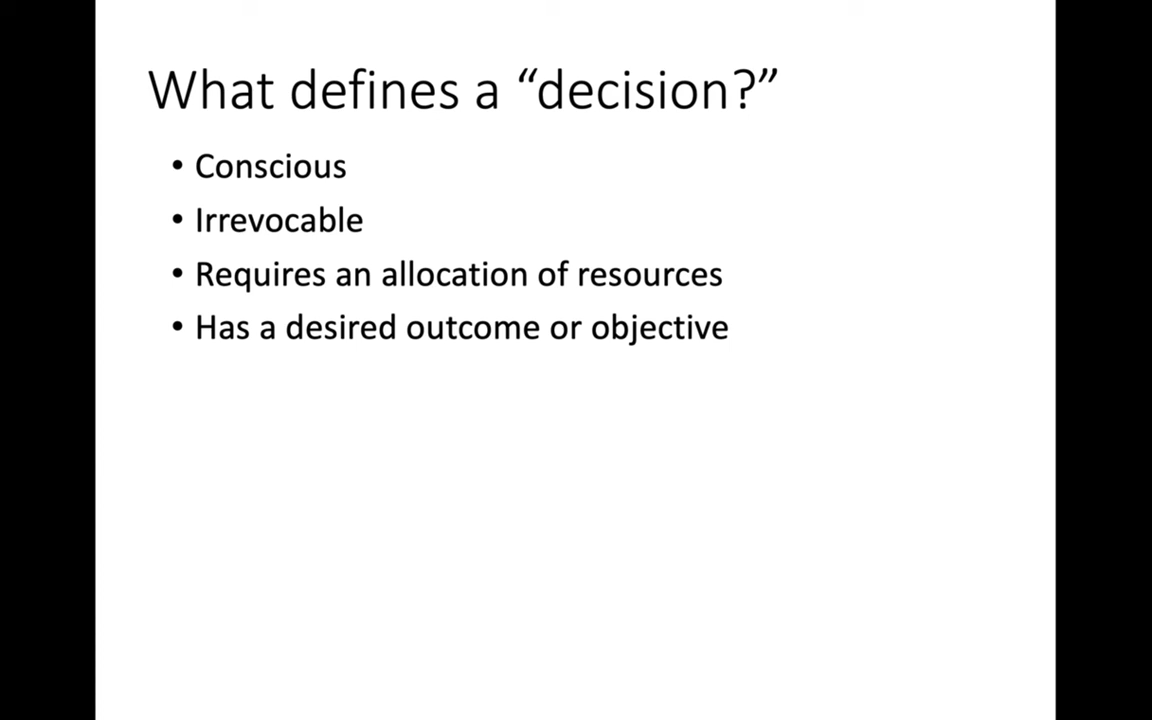 What defines a “decision?”
• Conscious
• Irrevocable
• Requires an allocation of resources
• Has a desired outcome or objective